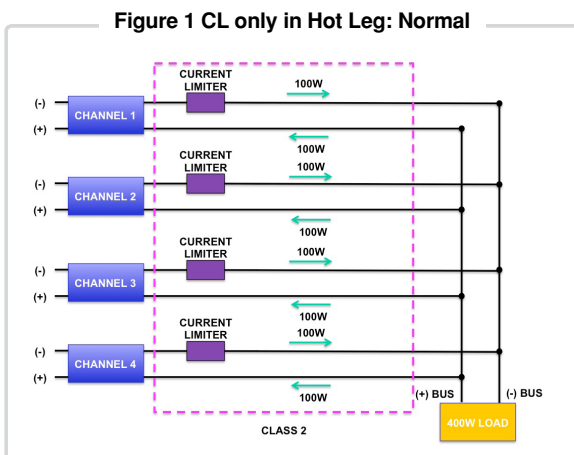 Figure 1 CL only in Hot Leg: Normal
CURRENT
LIMITER
100W
(-)
CHANNEL 1
(+)
100W
CURRENT
LIMITER
100W
(-)
CHANNEL 2
(+)
100W
CURRENT
LIMITER
100W
(-)
CHANNEL 3
(+)
100W
CURRENT
LIMITER
100W
(-)
CHANNEL 4
(+)
100W
(+) BUS
(-) BUS
400W LOAD
CLASS 2